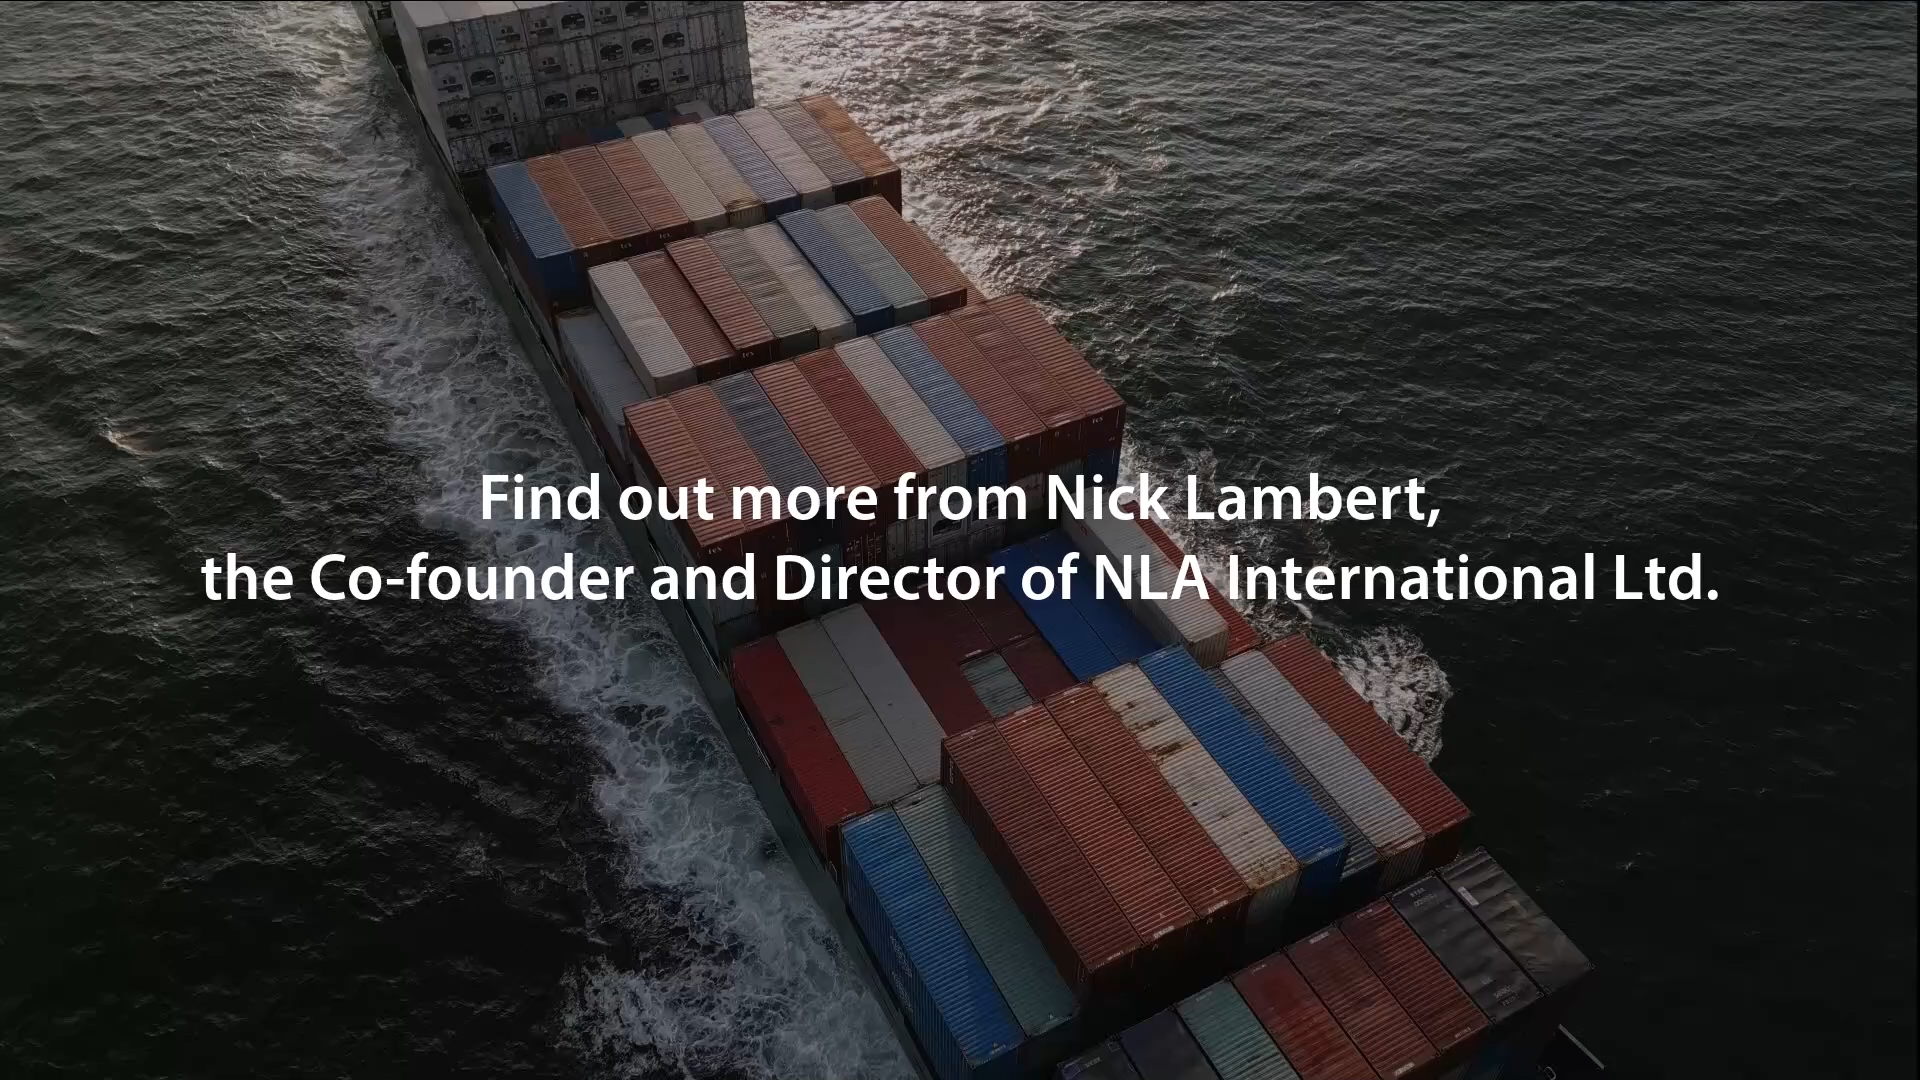 Find out more from Nick Lambert,
the Co-founder and Director of NLA International Ltd.